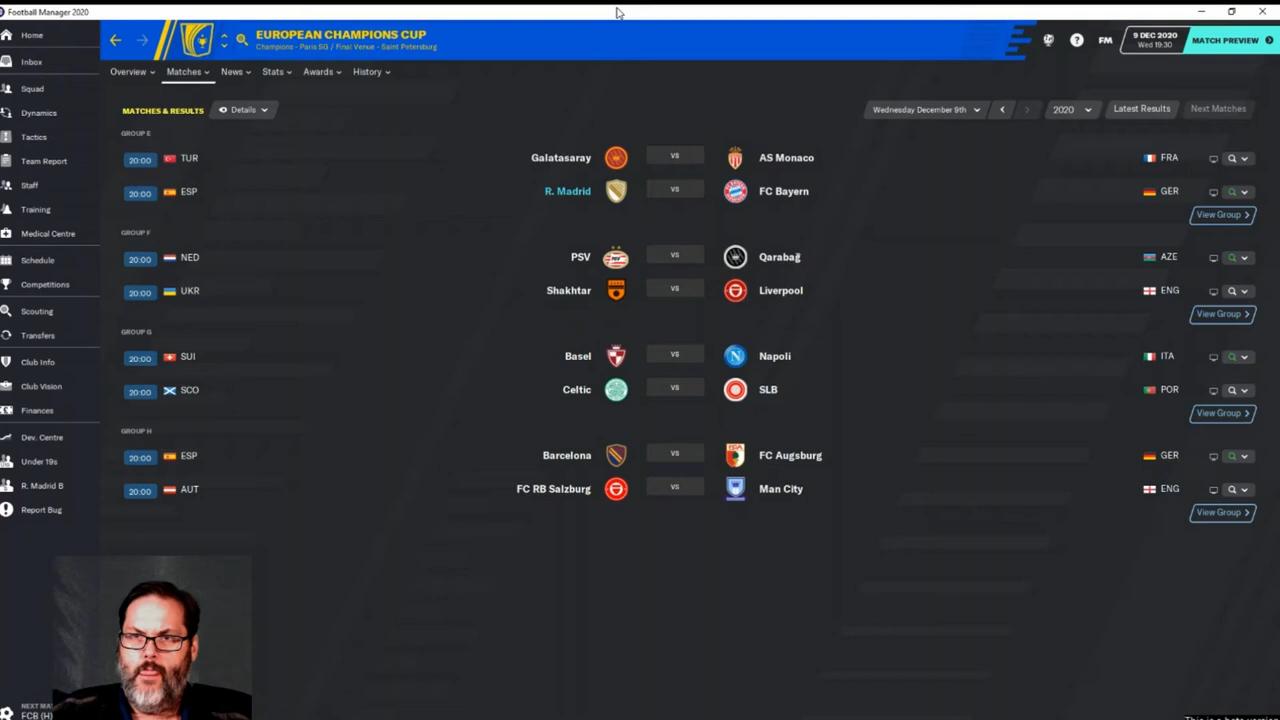 Football Manager 2020
Home
Inbox
Squad
Dynamics
Tactics
Team Report
Staff
Training
Medical Centre
Schedule
Competitions
Scouting
Transfers
Club Info
Club Vision
Finances
Dev. Centre
Under 19s
R. Madrid B
Report Bug
EUROPEAN CHAMPIONS CUP
Champions - Paris SG / Final Venue - Saint Petersburg
FM
9 DEC 2020
Wed 19:30
MATCH PREVIEW
Overview Matches News Stats Awards History
MATCHES & RESULTS Details Wednesday December 9th 2020 Latest Results Next Matches
GROUP E
20:00 TUR Galatasaray vs AS Monaco FRA
20:00 ESP R. Madrid vs FC Bayern GER
View Group
GROUP F
20:00 NED PSV vs Qarabağ AZE
20:00 UKR Shakhtar vs Liverpool ENG
View Group
GROUP G
20:00 SUI Basel vs Napoli ITA
20:00 SCO Celtic vs SLB POR
View Group
GROUP H
20:00 ESP Barcelona vs FC Augsburg GER
20:00 AUT FC RB Salzburg vs Man City ENG
View Group
NEXT MA
FCB (H)